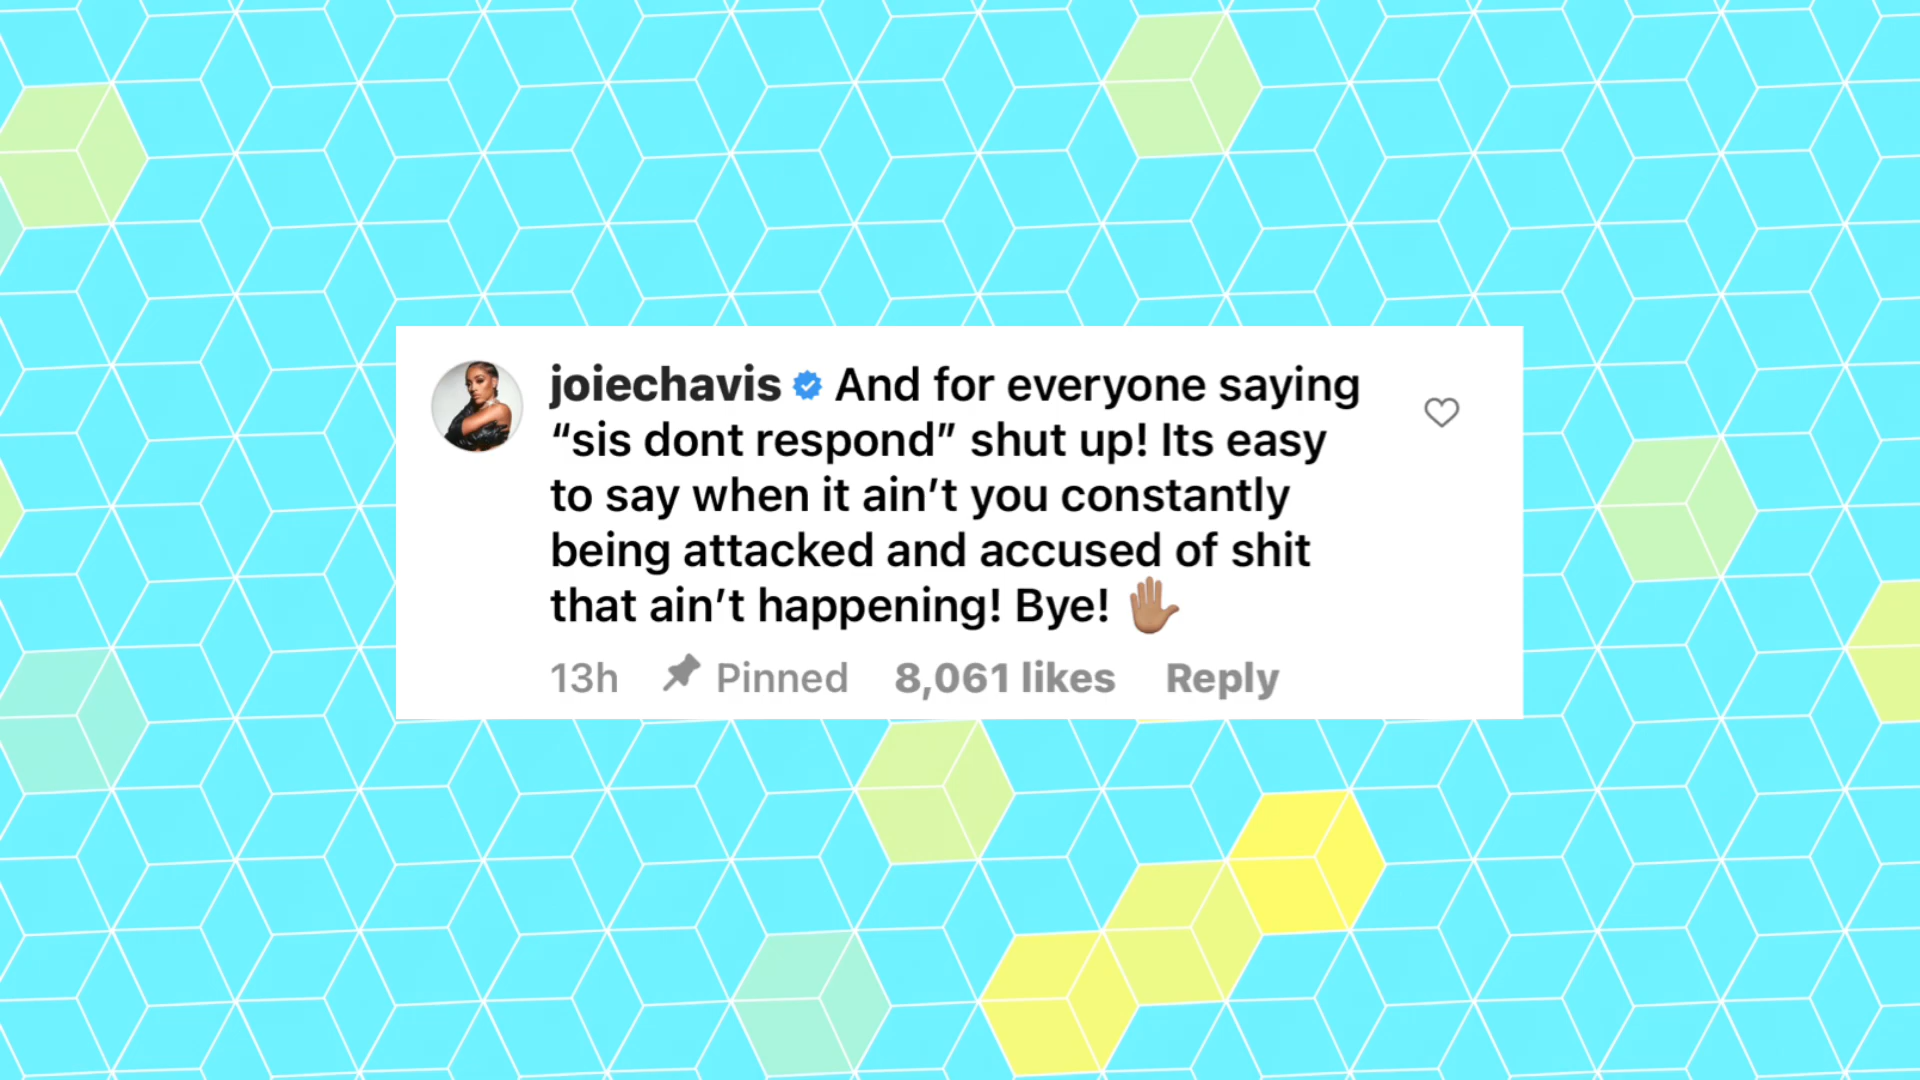 joiechavis And for everyone saying
“sis dont respond” shut up! Its easy
to say when it ain’t you constantly
being attacked and accused of shit
that ain’t happening! Bye! 🖐🏽
13h Pinned 8,061 likes Reply